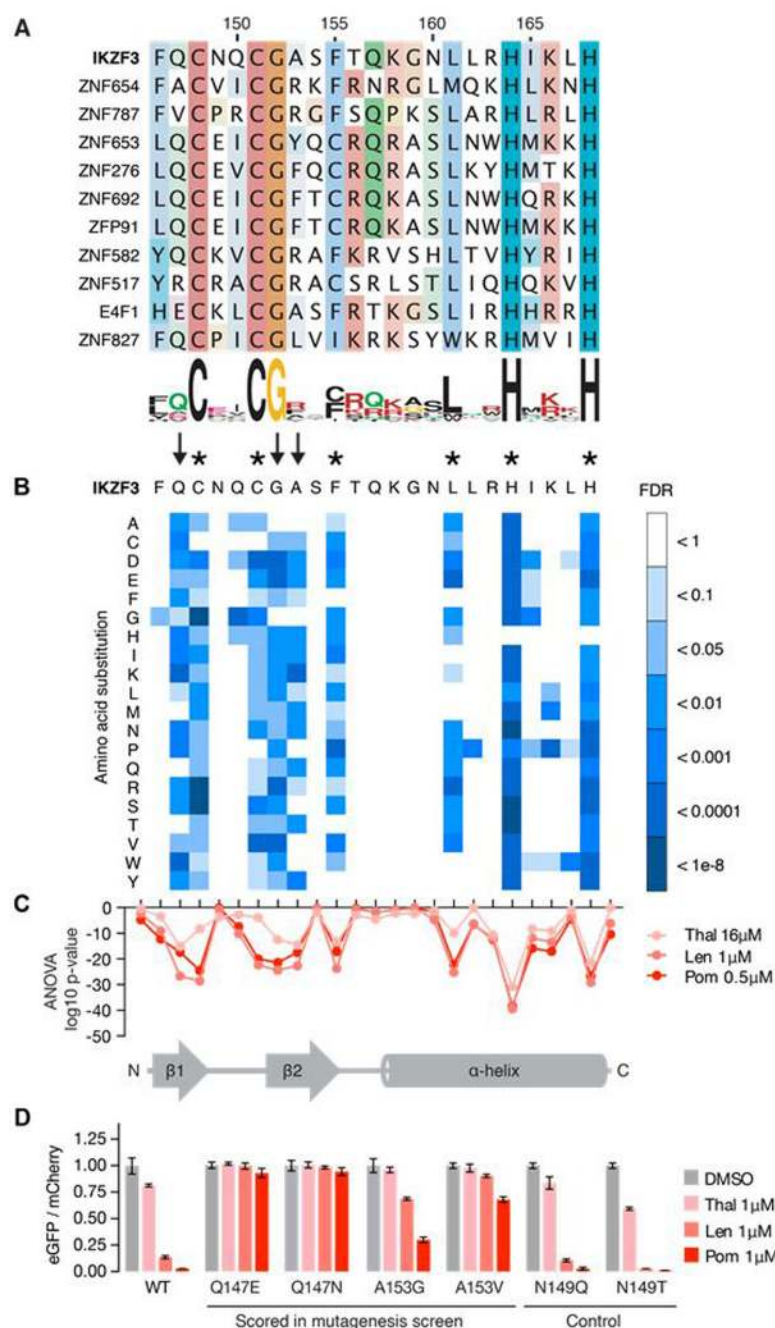 A
150 155 160 165
IKZF3 F Q C N Q C G A S F T Q K G N L L R H I K L H
ZNF654 F A C V I C G R K F R N R G L M Q K H L K N H
ZNF787 F V C P R C G R G F S Q P K S L A R H L R L H
ZNF653 L Q C E I C G Y Q C R Q R A S L N W H M K K H
ZNF276 L Q C E V C G F Q C R Q R A S L K Y H M T K H
ZNF692 L Q C E I C G F T C R Q R A S L N W H Q R K H
ZFP91 L Q C E I C G F T C R Q K A S L N W H M K K H
ZNF582 Y Q C K V C G R A F K R V S H L T V H Y R I H
ZNF517 Y R C R A C G R A C S R L S T L I Q H Q K V H
E4F1 H E C K L C G A S F R T K G S L I R H H R R H
ZNF827 F Q C P I C G L V I K R K S Y W K R H M V I H
* * * * * *
B
IKZF3 F Q C N Q C G A S F T Q K G N L L R H I K L H
FDR
Amino acid substitution
A
C
D
E
F
G
H
I
K
L
M
N
P
Q
R
S
T
V
W
Y
< 1
< 0.1
< 0.05
< 0.01
< 0.001
< 0.0001
< 1e-8
C
ANOVA
log10 p-value
0
-10
-20
-30
-40
-50
Thal 16µM
Len 1µM
Pom 0.5µM
N β1 β2 α-helix C
D
eGFP / mCherry
1.25
1.00
0.75
0.50
0.25
0.00
DMSO
Thal 1µM
Len 1µM
Pom 1µM
WT Q147E Q147N A153G A153V N149Q N149T
Scored in mutagenesis screen Control